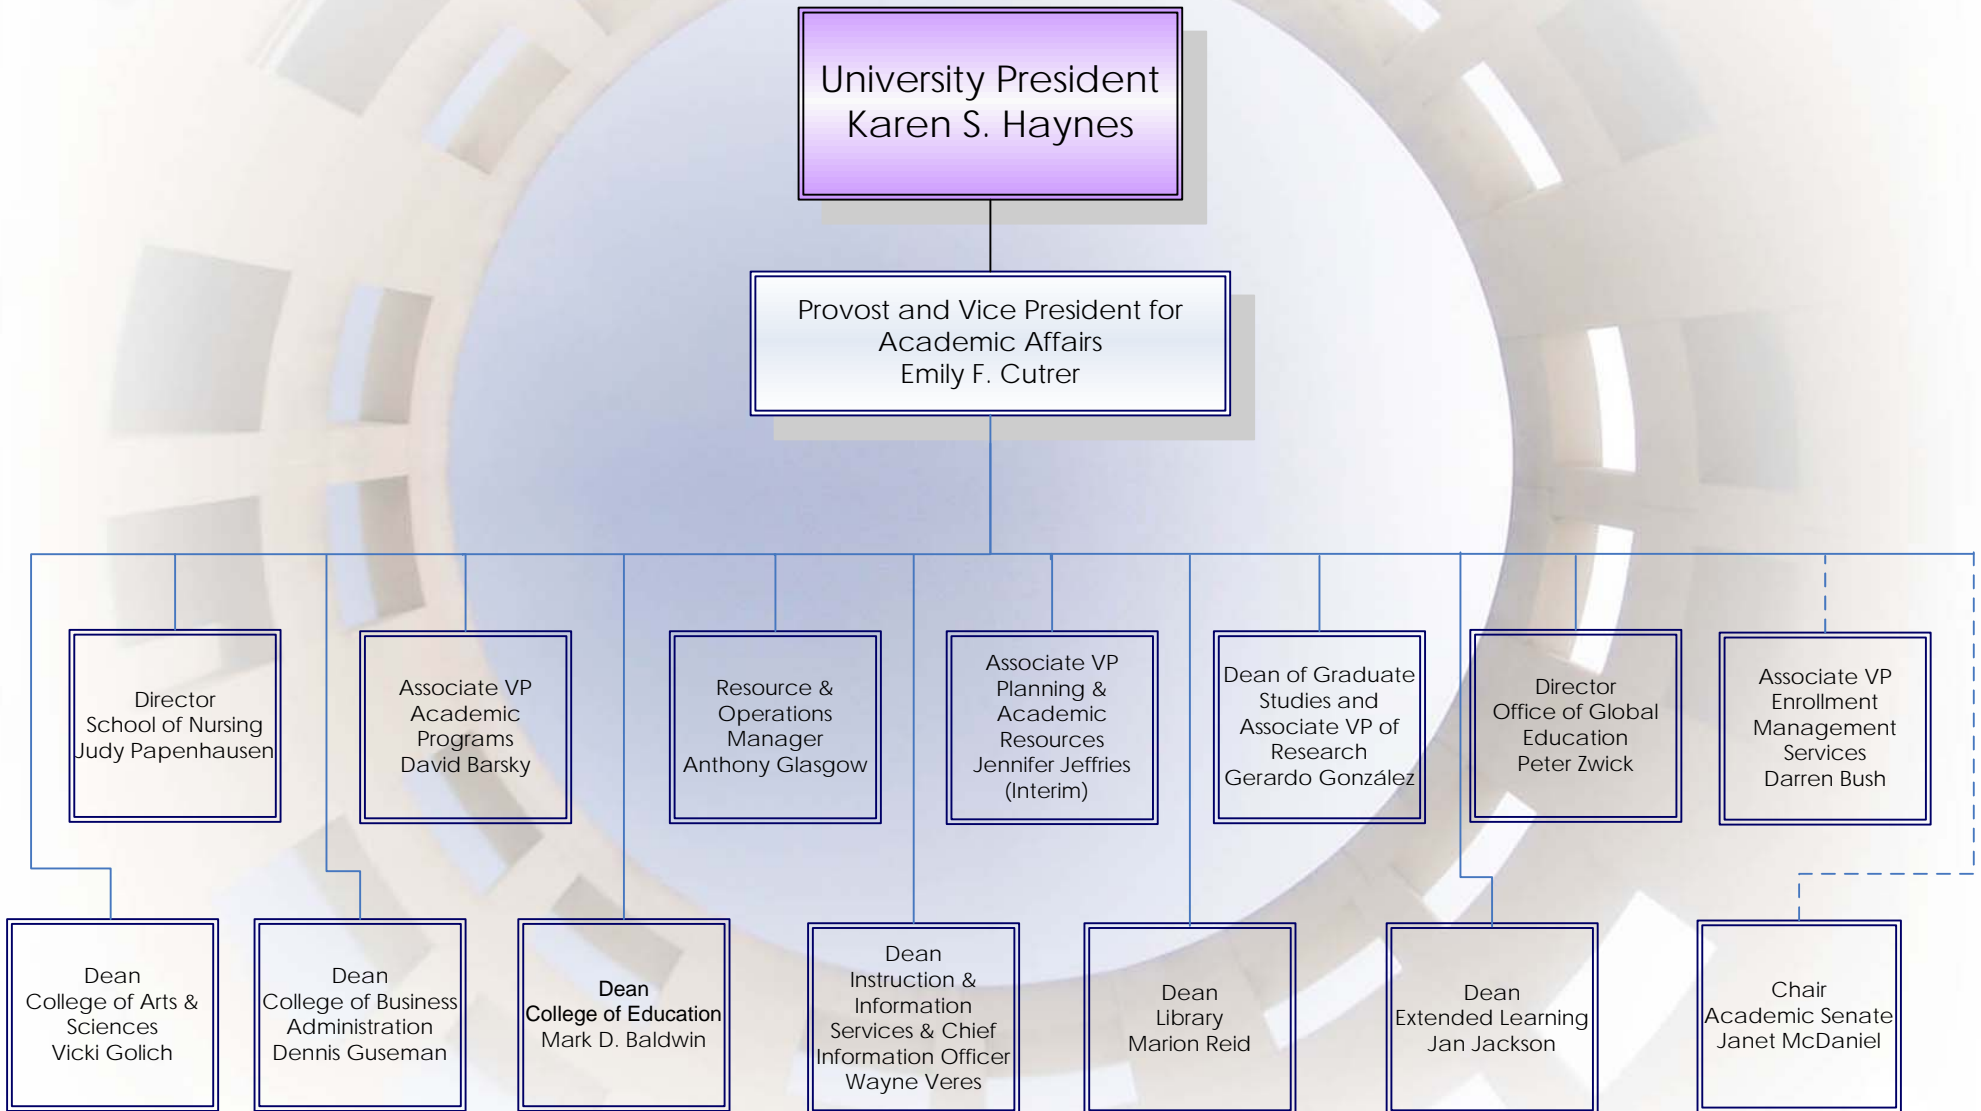 University President
Karen S. Haynes
Provost and Vice President for
Academic Affairs
Emily F. Cutrer
Director
School of Nursing
Judy Papenhausen
Associate VP
Academic
Programs
David Barsky
Resource &
Operations
Manager
Anthony Glasgow
Associate VP
Planning &
Academic
Resources
Jennifer Jeffries
(Interim)
Dean of Graduate
Studies and
Associate VP of
Research
Gerardo González
Director
Office of Global
Education
Peter Zwick
Associate VP
Enrollment
Management
Services
Darren Bush
Dean
College of Arts &
Sciences
Vicki Golich
Dean
College of Business
Administration
Dennis Guseman
Dean
College of Education
Mark D. Baldwin
Dean
Instruction &
Information
Services & Chief
Information Officer
Wayne Veres
Dean
Library
Marion Reid
Dean
Extended Learning
Jan Jackson
Chair
Academic Senate
Janet McDaniel